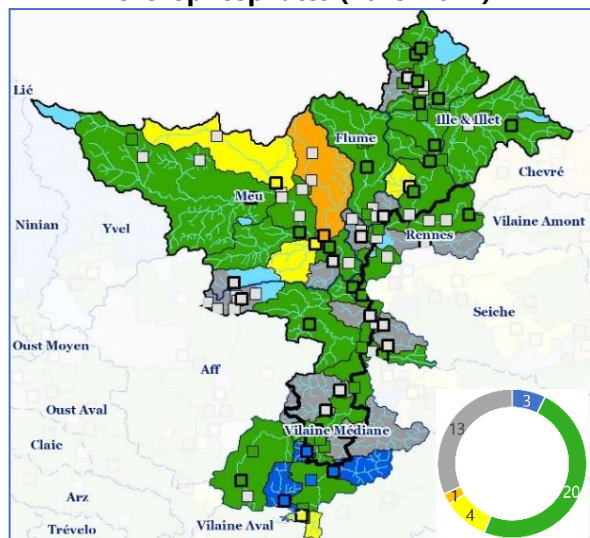 Lié
Flume
Ille & Illet
Chevré
Meu
Ninian
Yvel
Vilaine Amont
Rennes
Seiche
Oust Moyen
Aff
Oust Aval
Vilaine Médiane
Claie
Arz
Trévelo
Vilaine Aval
3
13
20
1
4